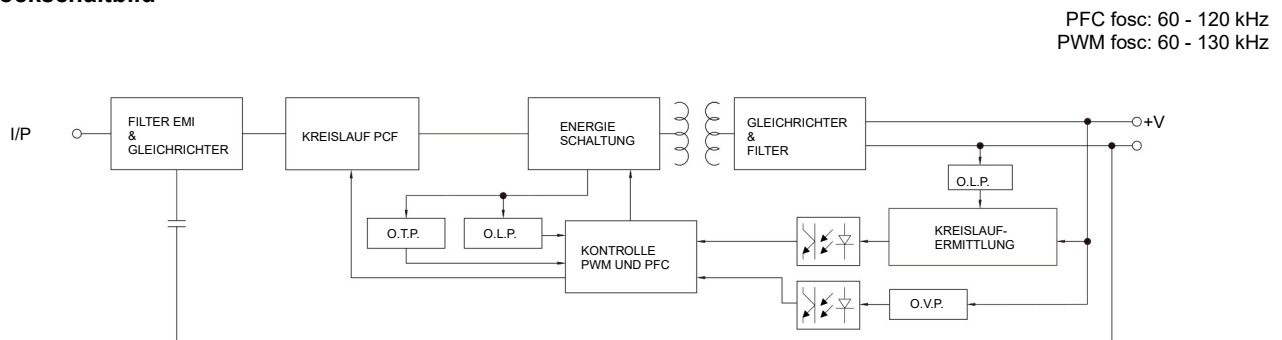 PFC fosc: 60 - 120 kHz
PWM fosc: 60 - 130 kHz
I/P
FILTER EMI
&
GLEICHRICHTER
KREISLAUF PCF
ENERGIE
SCHALTUNG
GLEICHRICHTER
&
FILTER
+V
O.L.P.
O.T.P.
O.L.P.
KONTROLLE
PWM UND PFC
KREISLAUF-
ERMITTLUNG
O.V.P.